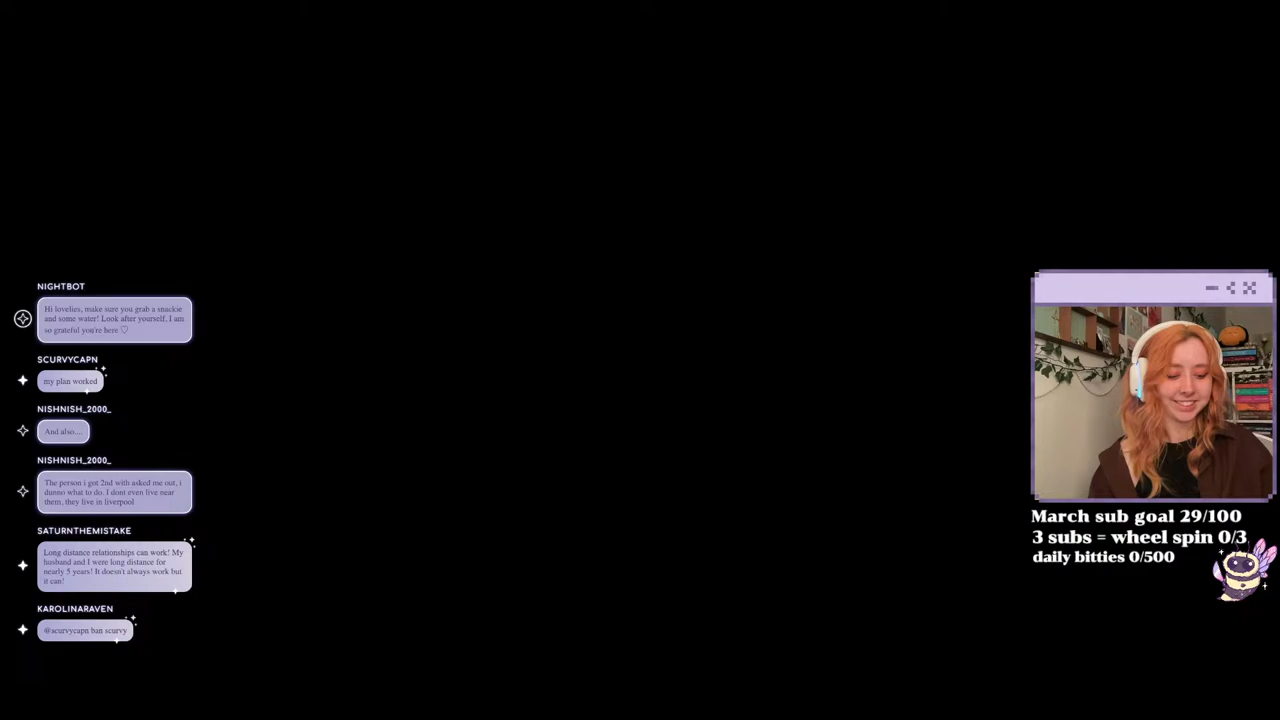 NIGHTBOT
Hi lovelies, make sure you grab a snackie
and some water! Look after yourself, I am
so grateful you're here ♡
SCURVYCAPN
my plan worked
NISHNISH_2000_
And also....
NISHNISH_2000_
The person i got 2nd with asked me out, i
dunno what to do. I dont even live near
them, they live in liverpool
SATURNTHEMISTAKE
Long distance relationships can work! My
husband and I were long distance for
nearly 5 years! It doesn't always work but
it can!
KAROLINARAVEN
@scurvycapn ban scurvy
March sub goal 29/100
3 subs = wheel spin 0/3
daily bitties 0/500